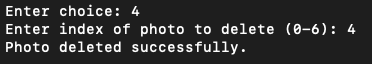 Enter choice: 4
Enter index of photo to delete (0-6): 4
Photo deleted successfully.